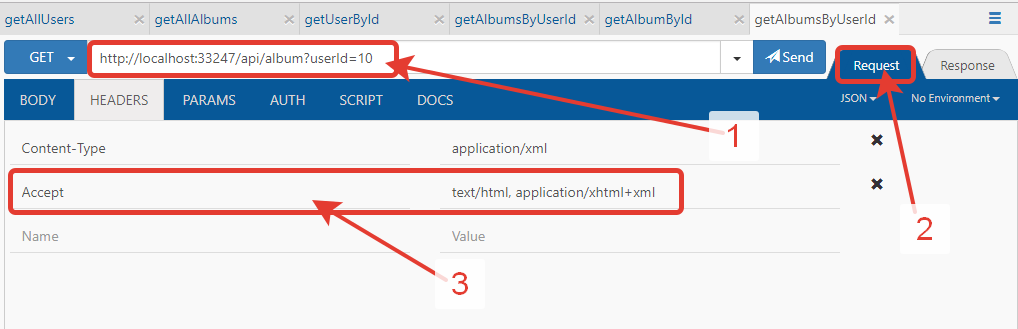 getAllUsers × getAllAlbums × getUserById × getAlbumsByUserId × getAlbumById × getAlbumsByUserId ×
GET http://localhost:33247/api/album?userId=10 Send Request Response
BODY HEADERS PARAMS AUTH SCRIPT DOCS JSON No Environment
1
Content-Type application/xml
Accept text/html, application/xhtml+xml
2
Name Value
3